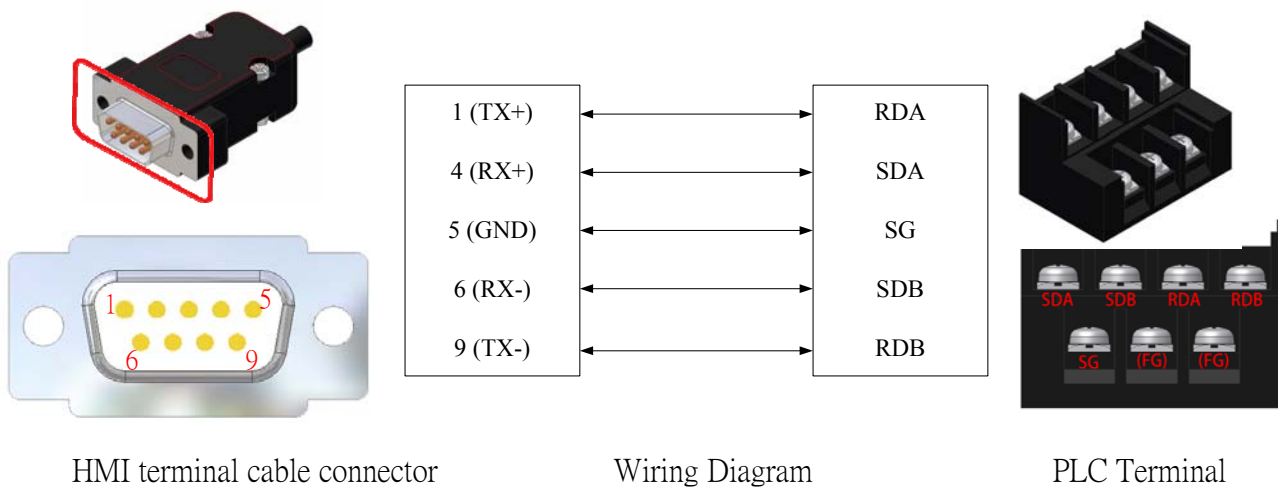 1 (TX+) RDA
4 (RX+) SDA
5 (GND) SG
6 (RX-) SDB
9 (TX-) RDB
1 5
6 9
SDA SDB RDA RDB
SG (FG) (FG)
HMI terminal cable connector Wiring Diagram PLC Terminal